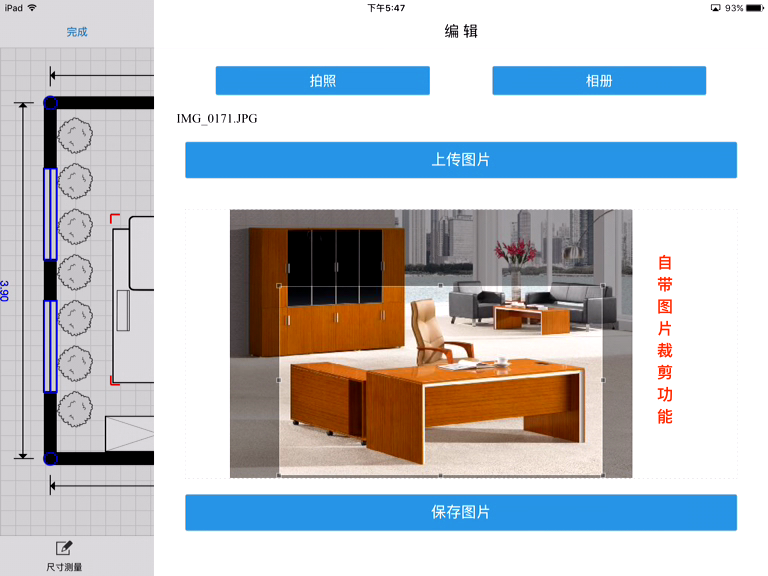 iPad
下午5:47
93%
完成
编 辑
拍照
相册
IMG_0171.JPG
上传图片
3.90
自带图片裁剪功能
保存图片
尺寸测量